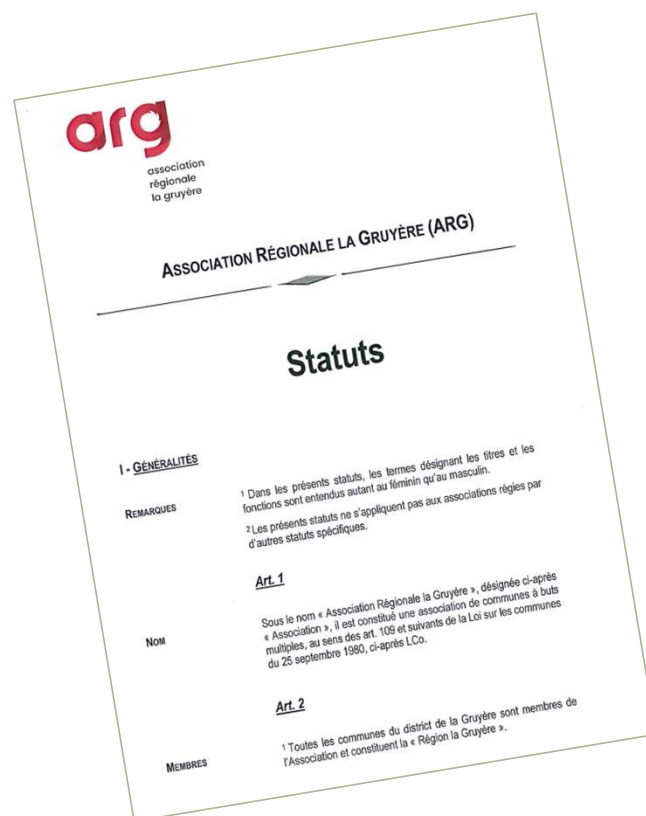 arg
association
régionale
la gruyère
ASSOCIATION RÉGIONALE LA GRUYÈRE (ARG)
Statuts
I - GÉNÉRALITÉS
REMARQUES
¹ Dans les présents statuts, les termes désignant les titres et les
fonctions sont entendus autant au féminin qu'au masculin.
² Les présents statuts ne s'appliquent pas aux associations régies par
d'autres statuts spécifiques.
Art. 1
NOM
Sous le nom « Association Régionale la Gruyère », désignée ci-après
« Association », il est constitué une association de communes à buts
multiples, au sens des art. 109 et suivants de la Loi sur les communes
du 25 septembre 1980, ci-après LCo.
Art. 2
MEMBRES
¹ Toutes les communes du district de la Gruyère sont membres de
l'Association et constituent la « Région la Gruyère ».